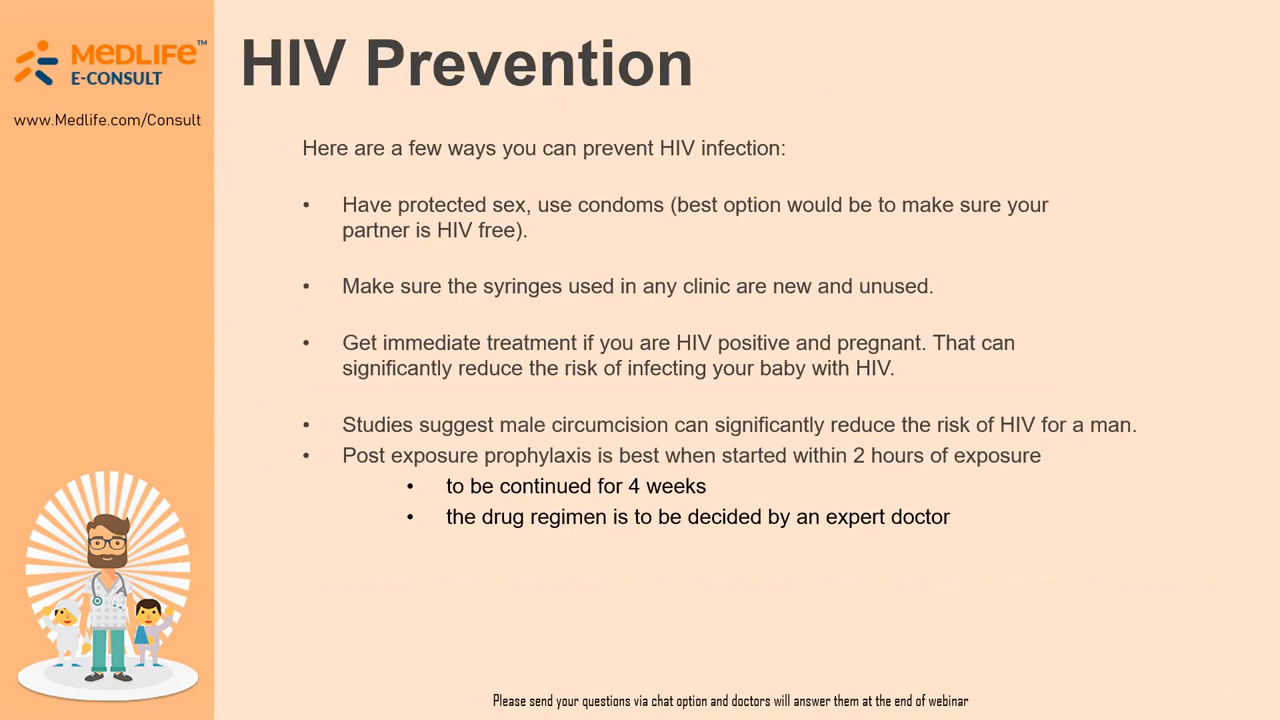 MEDLIFE™
E-CONSULT
www.Medlife.com/Consult
HIV Prevention
Here are a few ways you can prevent HIV infection:
• Have protected sex, use condoms (best option would be to make sure your
partner is HIV free).
• Make sure the syringes used in any clinic are new and unused.
• Get immediate treatment if you are HIV positive and pregnant. That can
significantly reduce the risk of infecting your baby with HIV.
• Studies suggest male circumcision can significantly reduce the risk of HIV for a man.
• Post exposure prophylaxis is best when started within 2 hours of exposure
• to be continued for 4 weeks
• the drug regimen is to be decided by an expert doctor
Please send your questions via chat option and doctors will answer them at the end of webinar